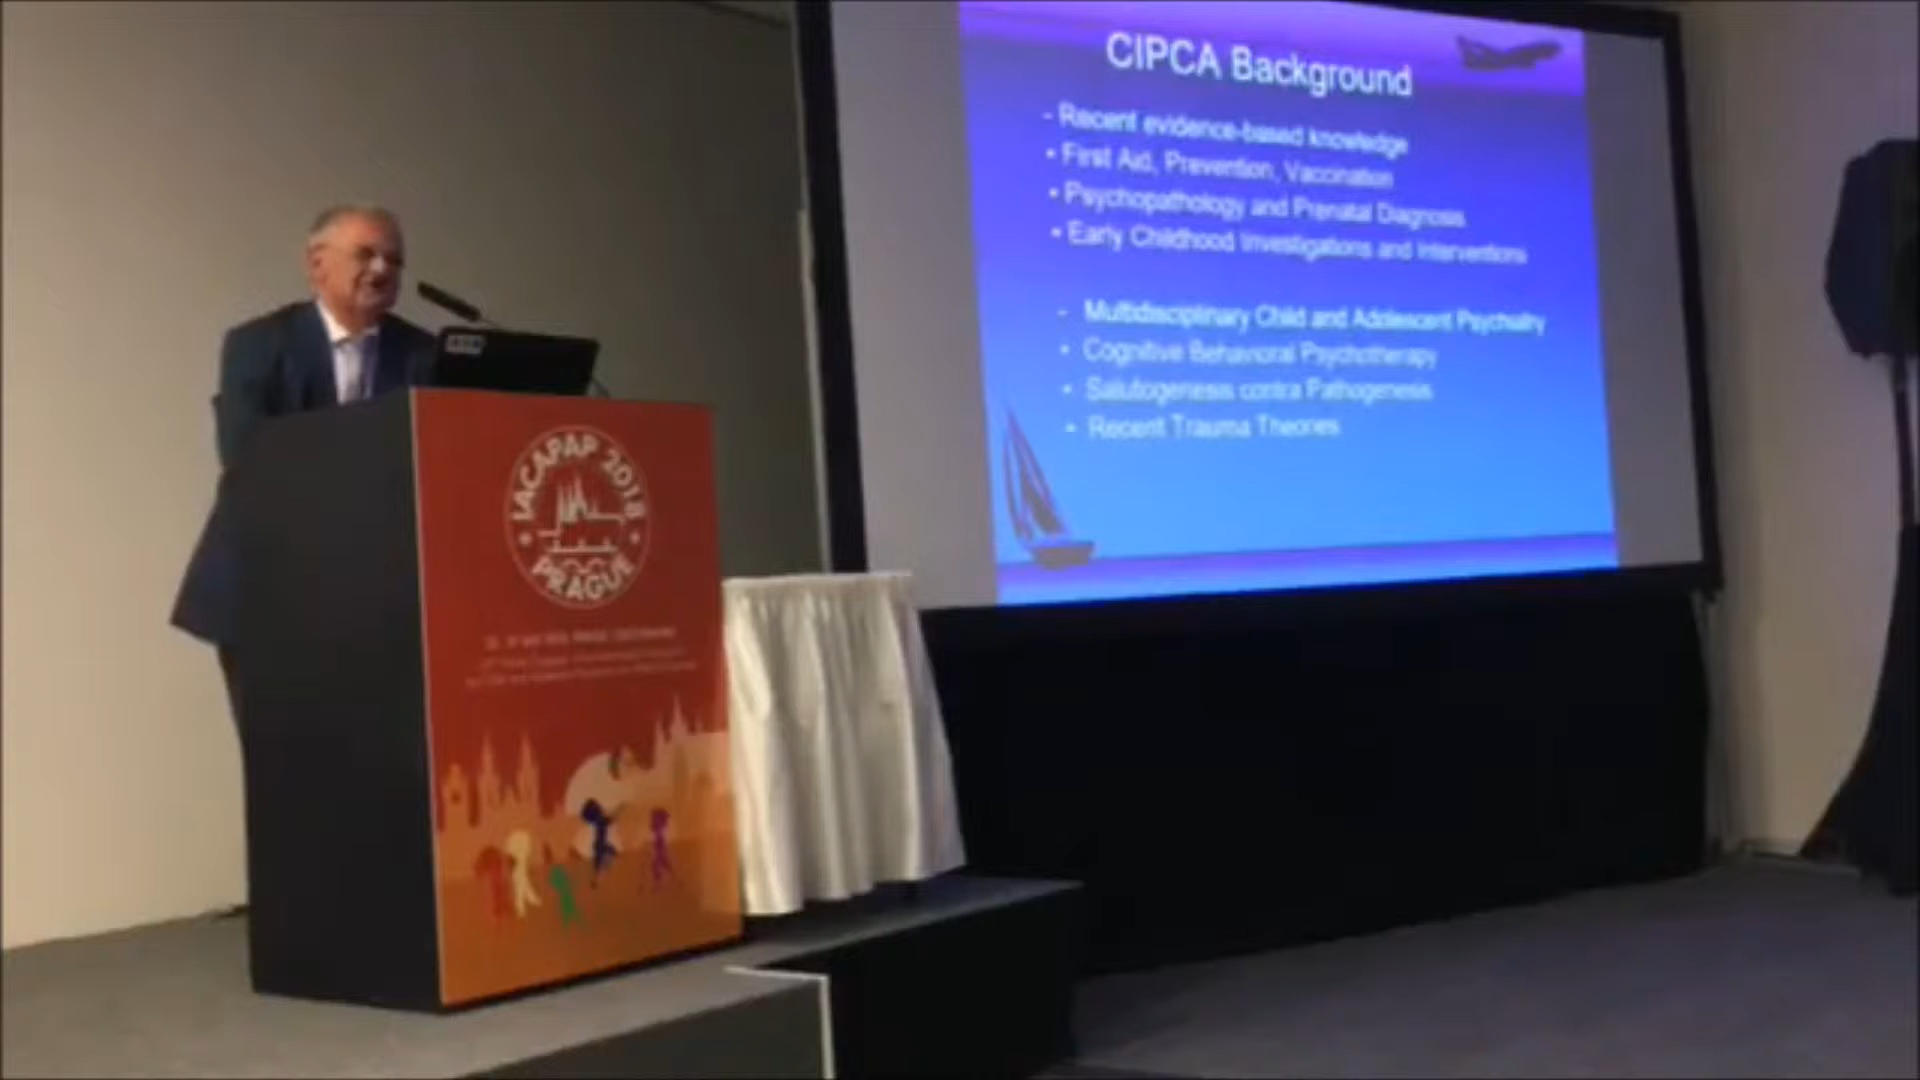 CIPCA Background
- Recent evidence-based knowledge
• First Aid, Prevention, Vaccination
• Psychopathology and Prenatal Diagnosis
• Early Childhood Investigations and Interventions
- Multidisciplinary Child and Adolescent Psychiatry
• Cognitive Behavioral Psychotherapy
• Salutogenesis contra Pathogenesis
• Recent Trauma Theories
IACAPAP 2018
PRAGUE